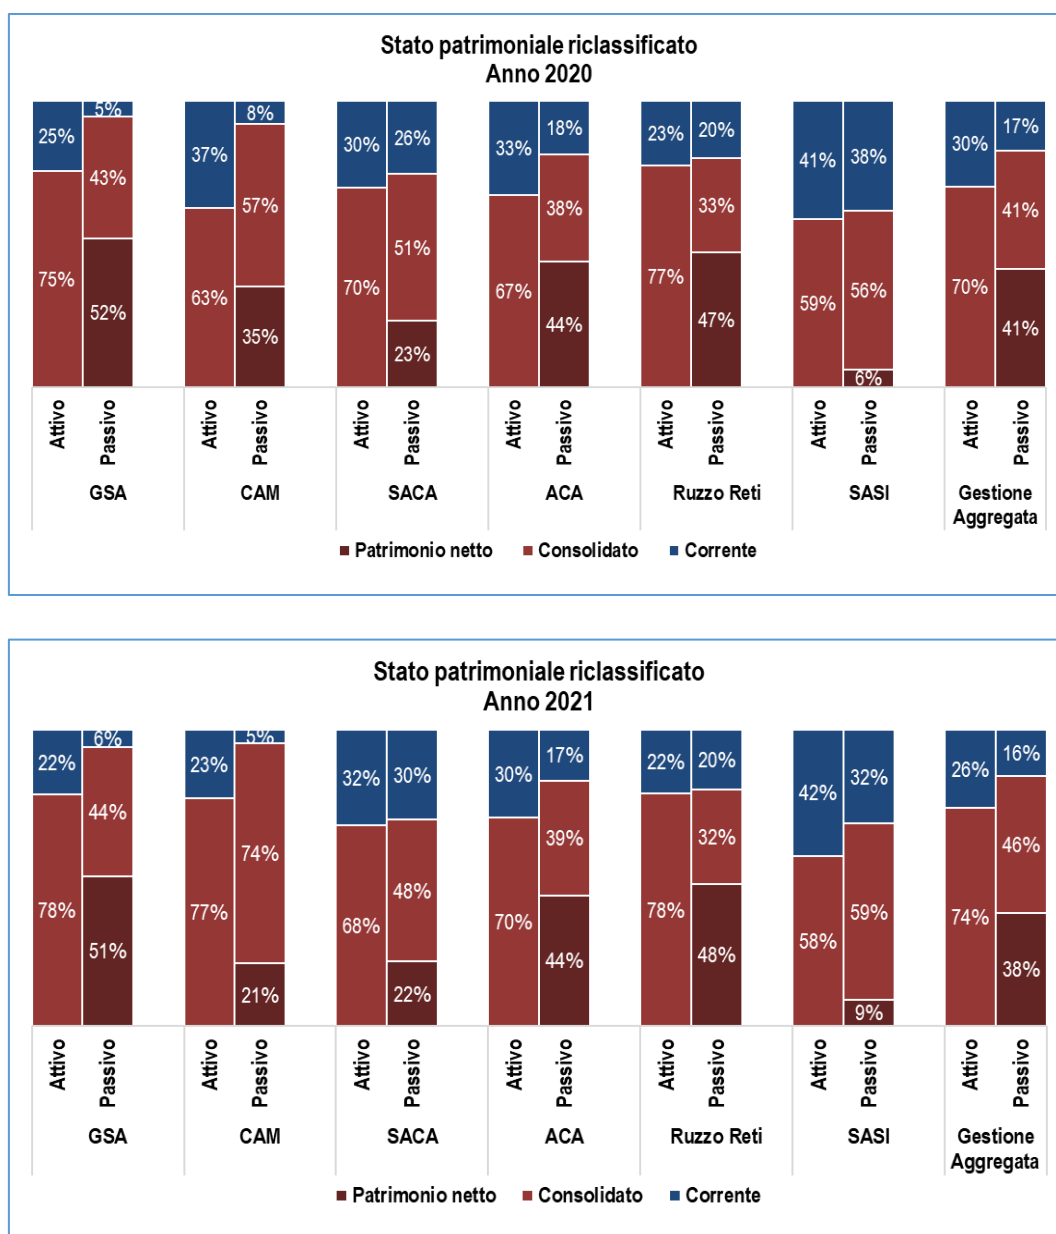 Stato patrimoniale riclassificato
Anno 2020
25% 5% 37% 8% 30% 26% 33% 18% 23% 20% 41% 38% 30% 17%
75% 43% 63% 57% 70% 51% 67% 38% 77% 33% 59% 56% 70% 41%
52% 35% 23% 44% 47% 6% 41%
Attivo Passivo Attivo Passivo Attivo Passivo Attivo Passivo Attivo Passivo Attivo Passivo Attivo Passivo
GSA CAM SACA ACA Ruzzo Reti SASI Gestione
Aggregata
Patrimonio netto Consolidato Corrente
Stato patrimoniale riclassificato
Anno 2021
22% 6% 23% 5% 32% 30% 30% 17% 22% 20% 42% 32% 26% 16%
78% 44% 77% 74% 68% 48% 70% 39% 78% 32% 58% 59% 74% 46%
51% 21% 22% 44% 48% 9% 38%
Attivo Passivo Attivo Passivo Attivo Passivo Attivo Passivo Attivo Passivo Attivo Passivo Attivo Passivo
GSA CAM SACA ACA Ruzzo Reti SASI Gestione
Aggregata
Patrimonio netto Consolidato Corrente